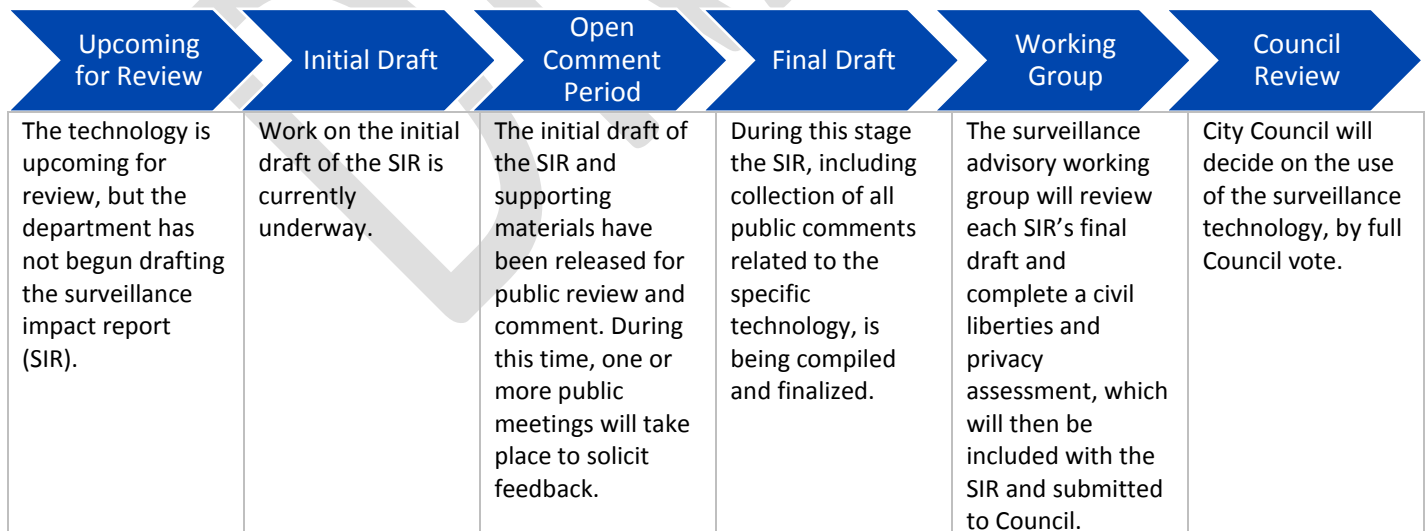 Upcoming
for Review
Initial Draft
Open
Comment
Period
Final Draft
Working
Group
Council
Review
The technology is
upcoming for
review, but the
department has
not begun drafting
the surveillance
impact report
(SIR).
Work on the initial
draft of the SIR is
currently
underway.
The initial draft of
the SIR and
supporting
materials have
been released for
public review and
comment. During
this time, one or
more public
meetings will take
place to solicit
feedback.
During this stage
the SIR, including
collection of all
public comments
related to the
specific
technology, is
being compiled
and finalized.
The surveillance
advisory working
group will review
each SIR’s final
draft and
complete a civil
liberties and
privacy
assessment, which
will then be
included with the
SIR and submitted
to Council.
City Council will
decide on the use
of the surveillance
technology, by full
Council vote.